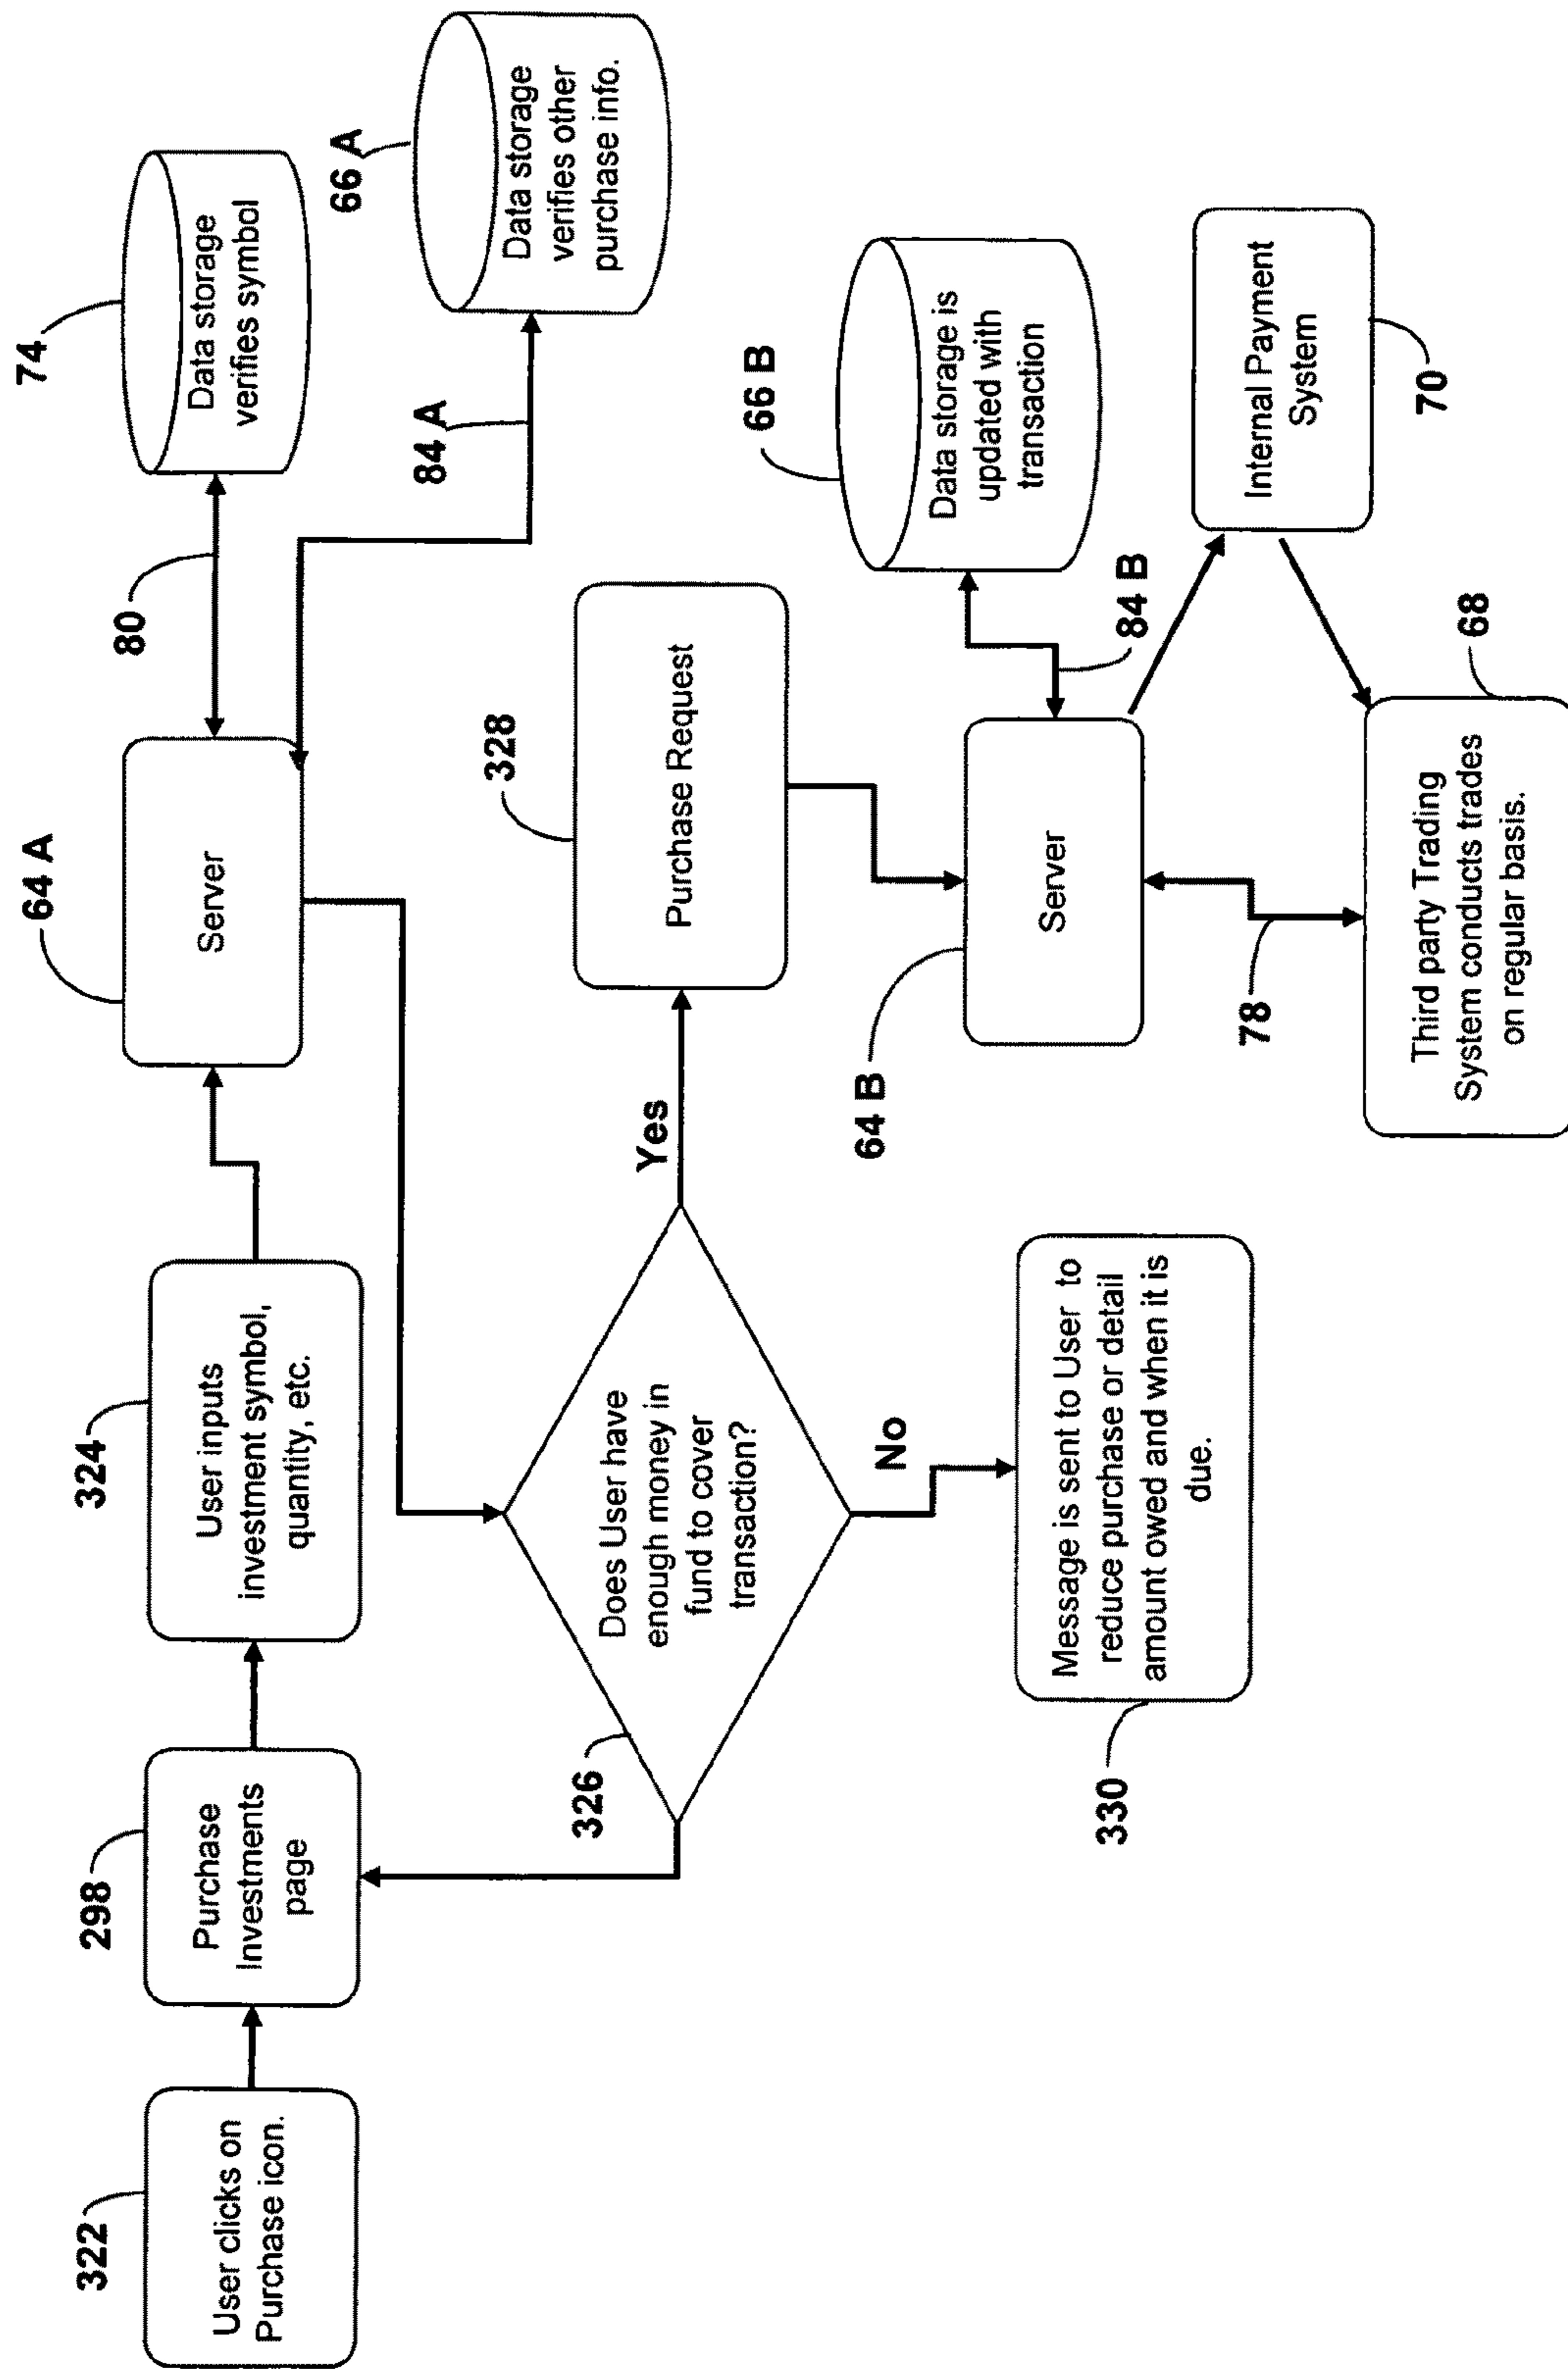 322
User clicks on
Purchase icon.
298
Purchase
Investments
page
324
User inputs
investment symbol,
quantity, etc.
64 A
Server
80
74
Data storage
verifies symbol
84 A
66 A
Data storage
verifies other
purchase info.
326
Does User have
enough money in
fund to cover
transaction?
Yes
328
Purchase Request
No
330
Message is sent to User to
reduce purchase or detail
amount owed and when it is
due.
64 B
Server
84 B
66 B
Data storage is
updated with
transaction
78
Third party Trading
System conducts trades
on regular basis.
68
Internal Payment
System
70